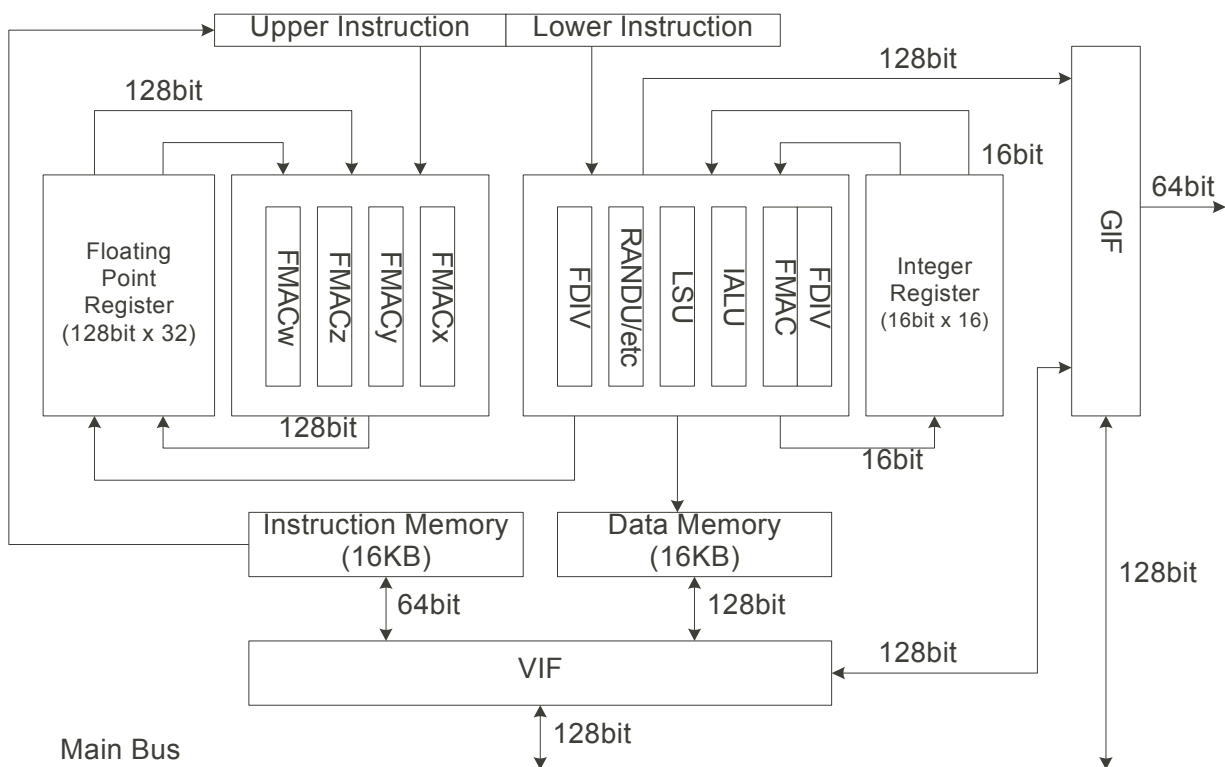 Upper Instruction
Lower Instruction
128bit
128bit
16bit
64bit
GIF
Floating
Point
Register
(128bit x 32)
FMACw
FMACz
FMACy
FMACx
FDIV
RANDU/etc
LSU
IALU
FMAC
FDIV
Integer
Register
(16bit x 16)
128bit
16bit
Instruction Memory
(16KB)
Data Memory
(16KB)
64bit
128bit
128bit
VIF
128bit
128bit
Main Bus